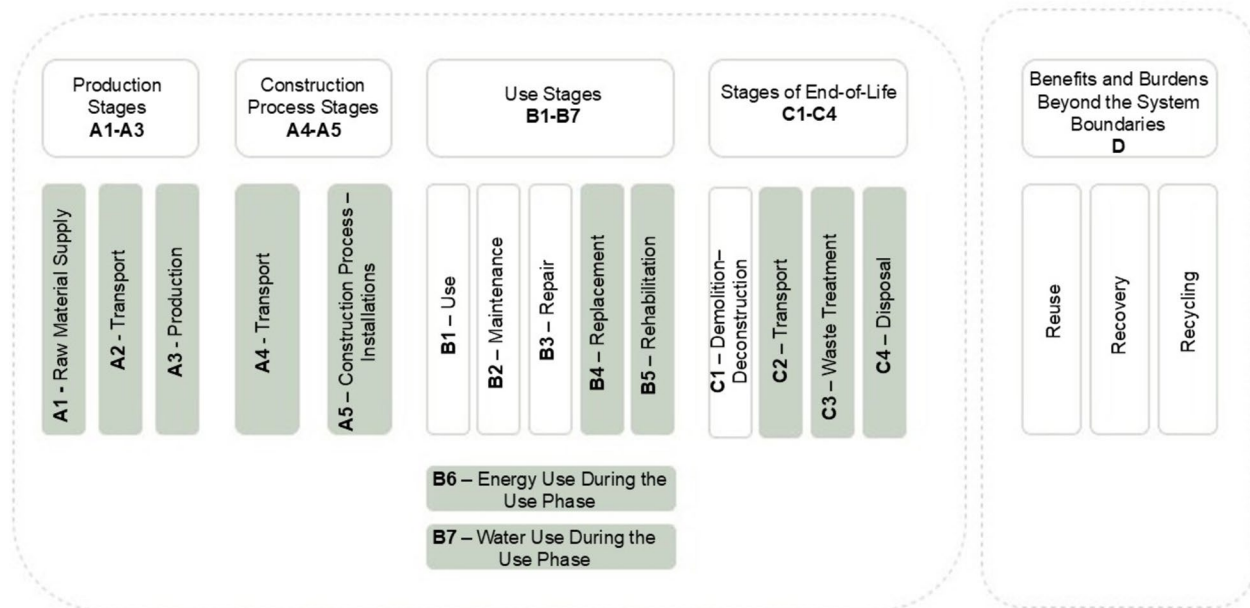 Production
Stages
A1-A3
Construction
Process Stages
A4-A5
Use Stages
B1-B7
Stages of End-of-Life
C1-C4
Benefits and Burdens
Beyond the System
Boundaries
D
A1 - Raw Material Supply
A2 - Transport
A3 - Production
A4 - Transport
A5 – Construction Process –
Installations
B1 – Use
B2 – Maintenance
B3 – Repair
B4 – Replacement
B5 – Rehabilitation
C1 – Demolition–
Deconstruction
C2 – Transport
C3 – Waste Treatment
C4 – Disposal
Reuse
Recovery
Recycling
B6 – Energy Use During the
Use Phase
B7 – Water Use During the
Use Phase